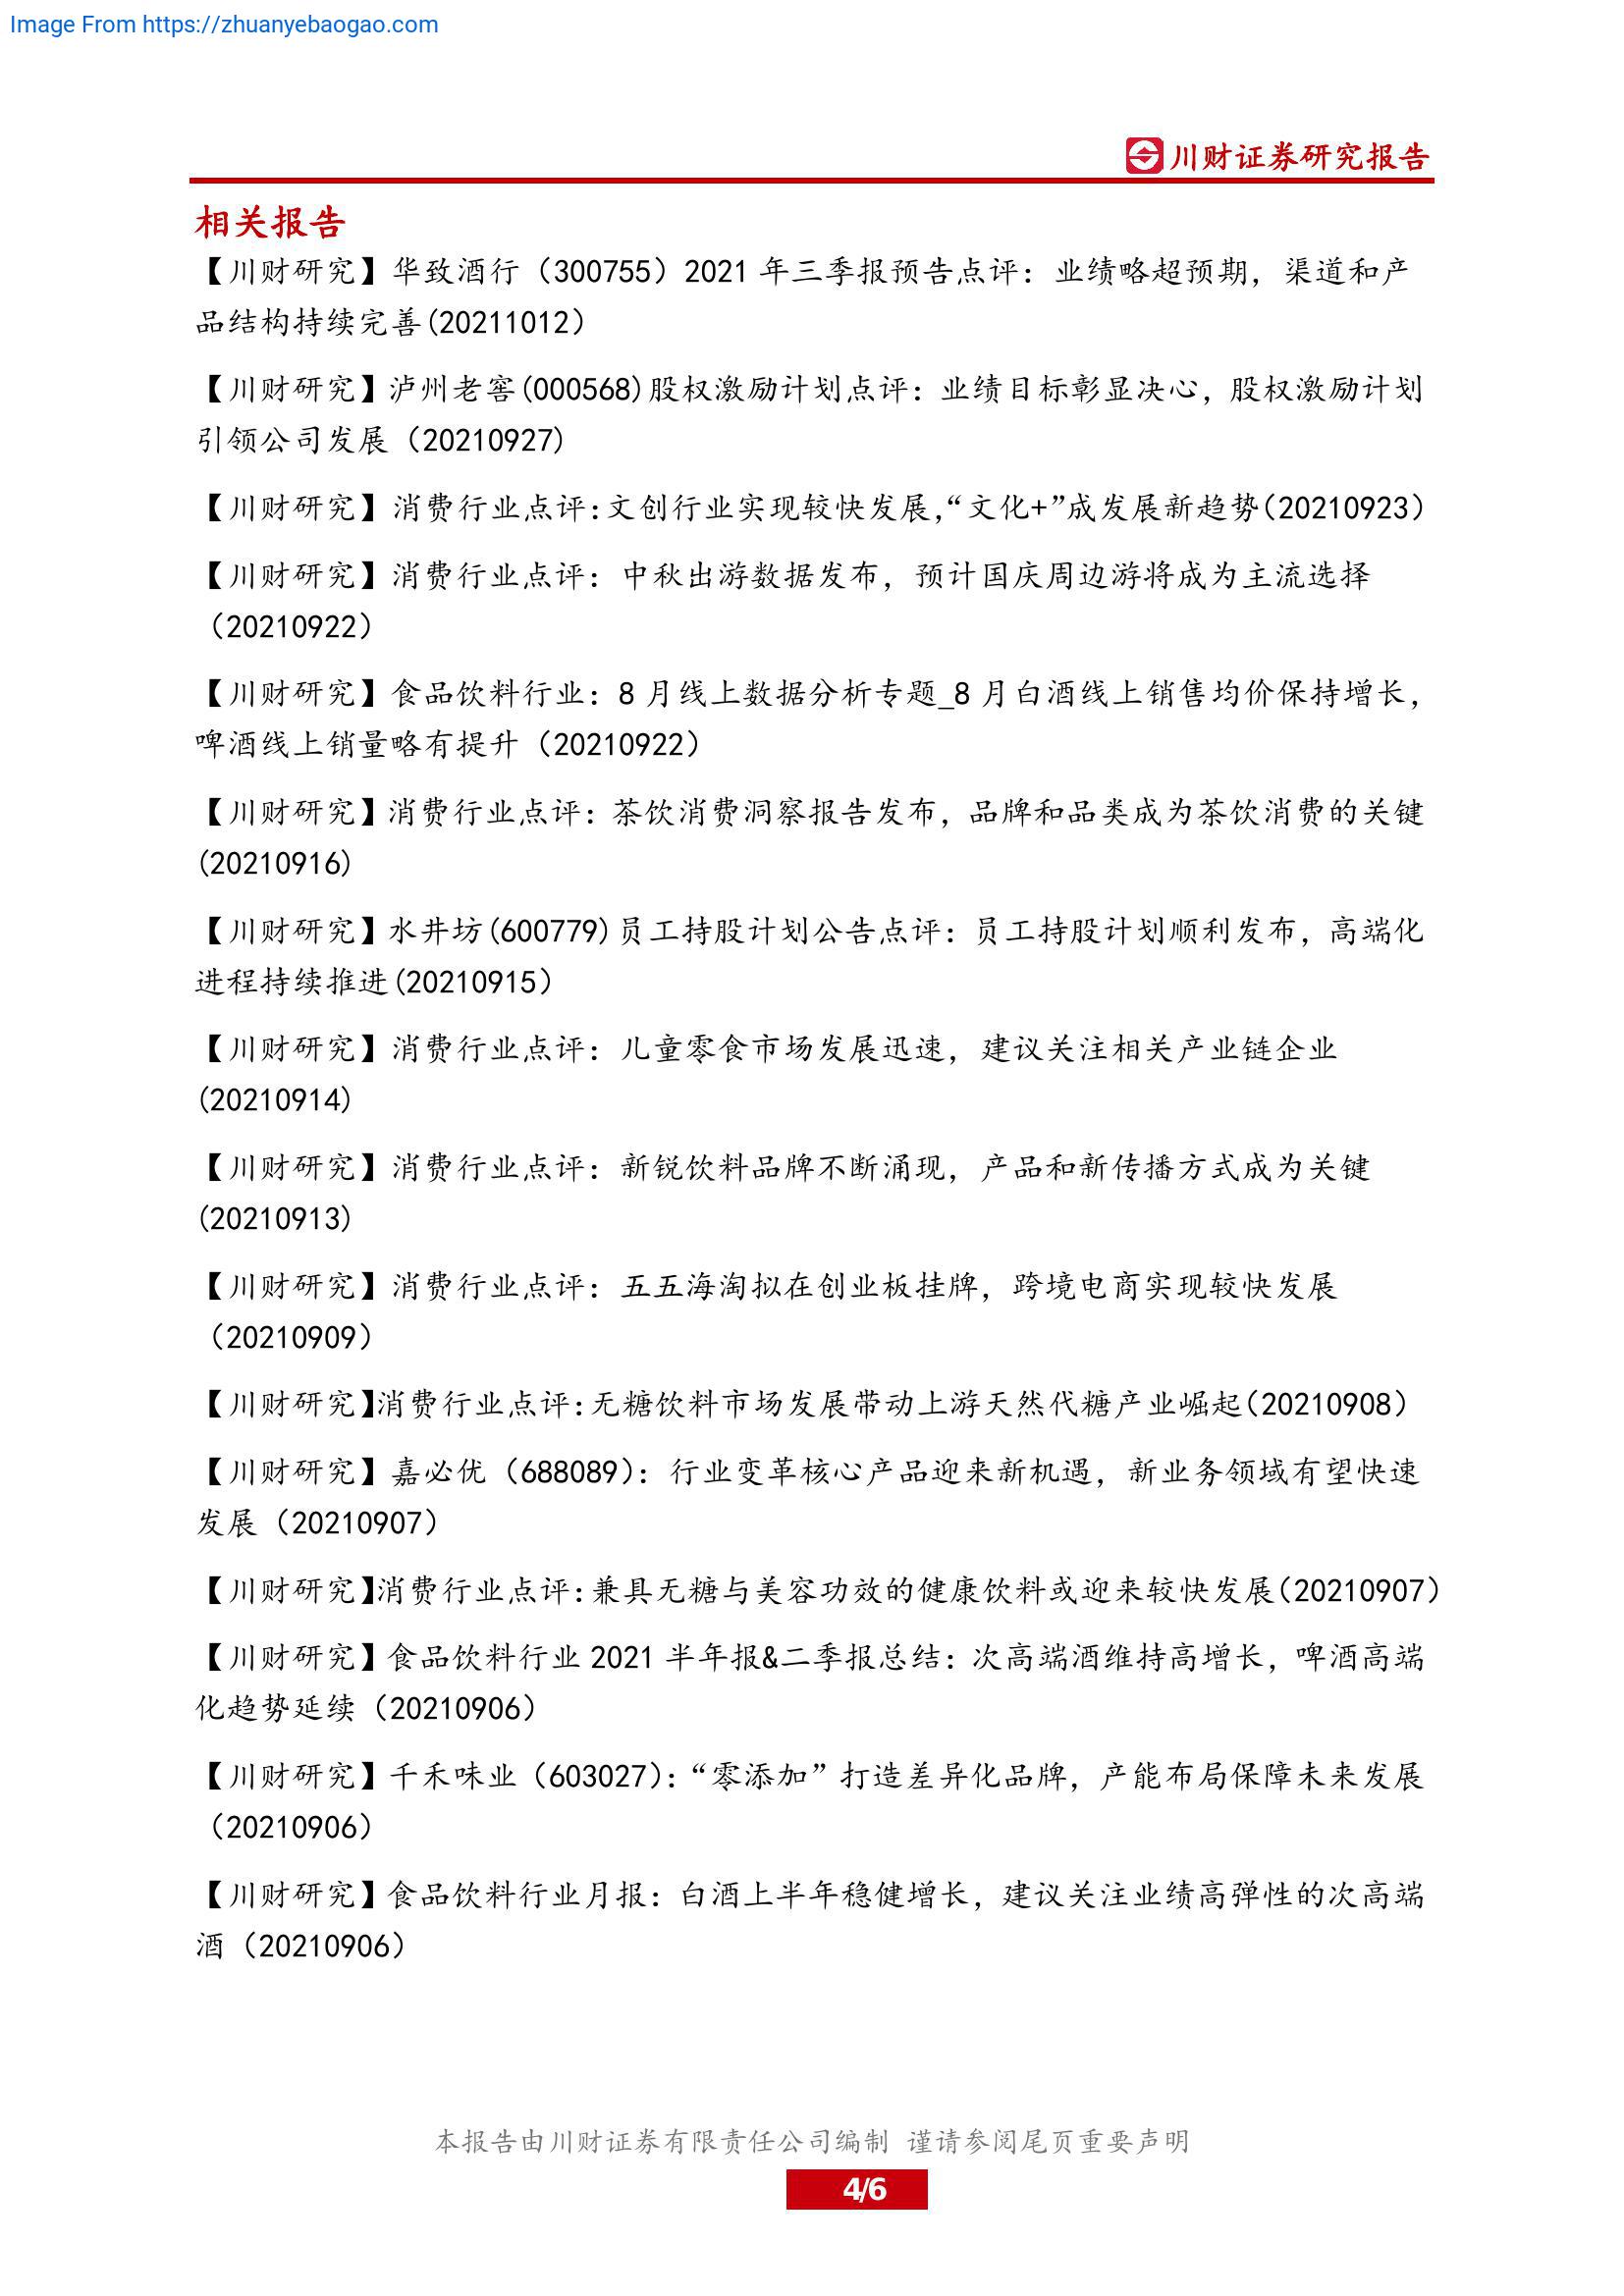 Image From https://zhuanyebaogao.com
川财证券研究报告
相关报告
【川财研究】华致酒行（300755）2021 年三季报预告点评：业绩略超预期，渠道和产
品结构持续完善(20211012）
【川财研究】泸州老窖(000568)股权激励计划点评：业绩目标彰显决心，股权激励计划
引领公司发展（20210927)
【川财研究】消费行业点评：文创行业实现较快发展，“文化+”成发展新趋势（20210923）
【川财研究】消费行业点评：中秋出游数据发布，预计国庆周边游将成为主流选择
（20210922）
【川财研究】食品饮料行业：8 月线上数据分析专题_8 月白酒线上销售均价保持增长，
啤酒线上销量略有提升（20210922）
【川财研究】消费行业点评：茶饮消费洞察报告发布，品牌和品类成为茶饮消费的关键
(20210916)
【川财研究】水井坊(600779)员工持股计划公告点评：员工持股计划顺利发布，高端化
进程持续推进(20210915）
【川财研究】消费行业点评：儿童零食市场发展迅速，建议关注相关产业链企业
(20210914)
【川财研究】消费行业点评：新锐饮料品牌不断涌现，产品和新传播方式成为关键
(20210913)
【川财研究】消费行业点评：五五海淘拟在创业板挂牌，跨境电商实现较快发展
（20210909）
【川财研究】消费行业点评：无糖饮料市场发展带动上游天然代糖产业崛起（20210908）
【川财研究】嘉必优（688089）：行业变革核心产品迎来新机遇，新业务领域有望快速
发展（20210907）
【川财研究】消费行业点评：兼具无糖与美容功效的健康饮料或迎来较快发展（20210907）
【川财研究】食品饮料行业 2021 半年报&二季报总结：次高端酒维持高增长，啤酒高端
化趋势延续（20210906）
【川财研究】千禾味业（603027）：“零添加”打造差异化品牌，产能布局保障未来发展
（20210906）
【川财研究】食品饮料行业月报：白酒上半年稳健增长，建议关注业绩高弹性的次高端
酒（20210906）
本报告由川财证券有限责任公司编制 谨请参阅尾页重要声明
4/6